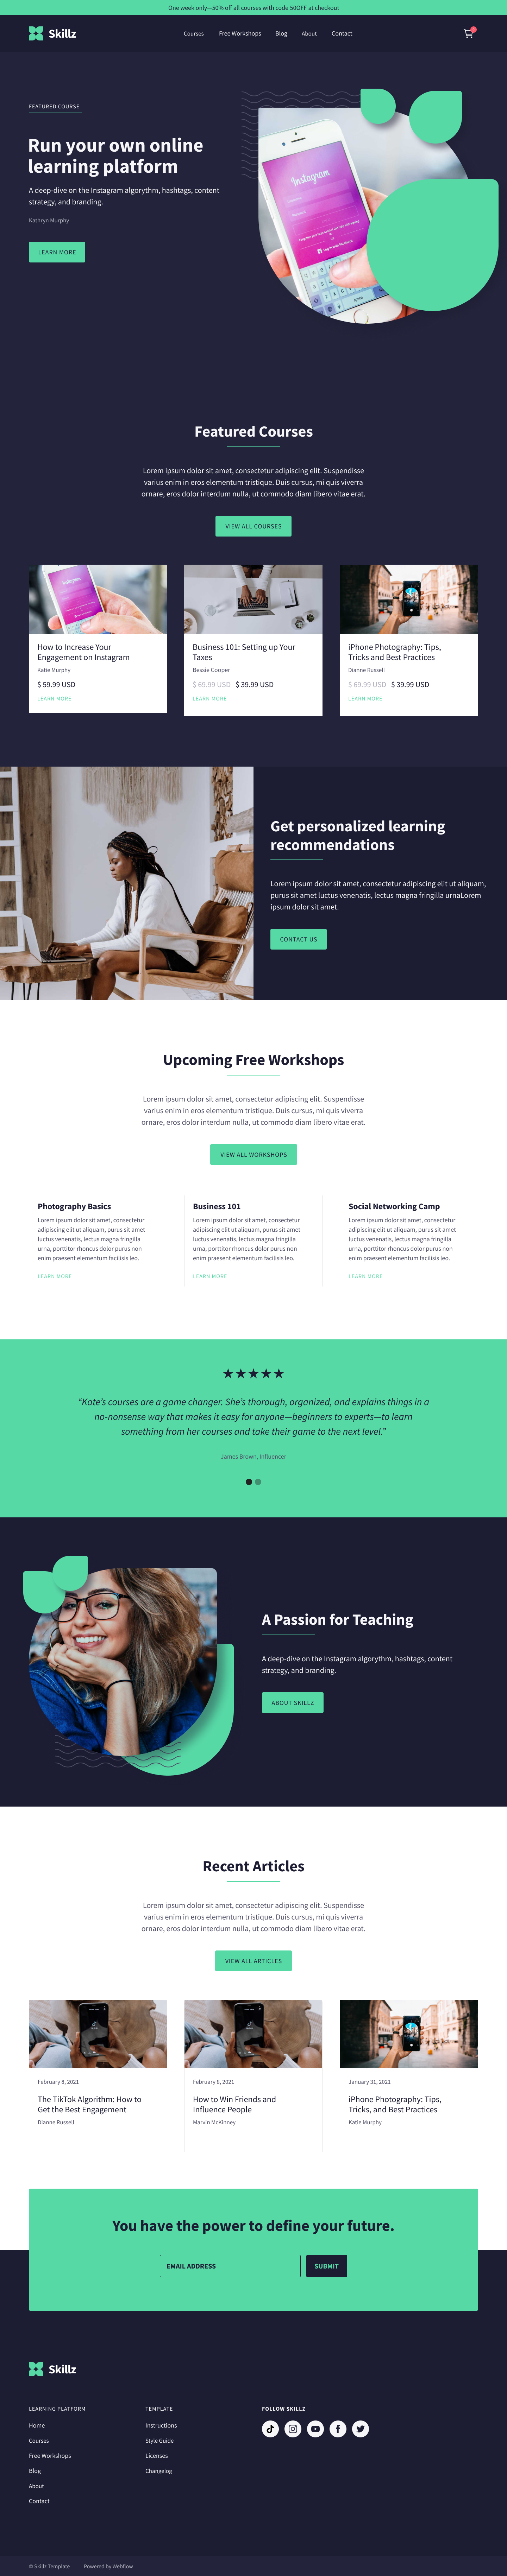 One week only—50% off all courses with code 50OFF at checkout
Skillz
Courses
Free Workshops
Blog
About
Contact
FEATURED COURSE
Run your own online
learning platform
A deep-dive on the Instagram algorythm, hashtags, content
strategy, and branding.
Kathryn Murphy
LEARN MORE
Instagram
Log in with Facebook
Featured Courses
Lorem ipsum dolor sit amet, consectetur adipiscing elit. Suspendisse
varius enim in eros elementum tristique. Duis cursus, mi quis viverra
ornare, eros dolor interdum nulla, ut commodo diam libero vitae erat.
VIEW ALL COURSES
Instagram
How to Increase Your
Engagement on Instagram
Katie Murphy
$ 59.99 USD
LEARN MORE
Business 101: Setting up Your
Taxes
Bessie Cooper
$ 69.99 USD $ 39.99 USD
LEARN MORE
iPhone Photography: Tips,
Tricks and Best Practices
Dianne Russell
$ 69.99 USD $ 39.99 USD
LEARN MORE
Get personalized learning
recommendations
Lorem ipsum dolor sit amet, consectetur adipiscing elit ut aliquam,
purus sit amet luctus venenatis, lectus magna fringilla urnaLorem
ipsum dolor sit amet.
CONTACT US
Upcoming Free Workshops
Lorem ipsum dolor sit amet, consectetur adipiscing elit. Suspendisse
varius enim in eros elementum tristique. Duis cursus, mi quis viverra
ornare, eros dolor interdum nulla, ut commodo diam libero vitae erat.
VIEW ALL WORKSHOPS
Photography Basics
Lorem ipsum dolor sit amet, consectetur
adipiscing elit ut aliquam, purus sit amet
luctus venenatis, lectus magna fringilla
urna, porttitor rhoncus dolor purus non
enim praesent elementum facilisis leo.
LEARN MORE
Business 101
Lorem ipsum dolor sit amet, consectetur
adipiscing elit ut aliquam, purus sit amet
luctus venenatis, lectus magna fringilla
urna, porttitor rhoncus dolor purus non
enim praesent elementum facilisis leo.
LEARN MORE
Social Networking Camp
Lorem ipsum dolor sit amet, consectetur
adipiscing elit ut aliquam, purus sit amet
luctus venenatis, lectus magna fringilla
urna, porttitor rhoncus dolor purus non
enim praesent elementum facilisis leo.
LEARN MORE
“Kate’s courses are a game changer. She’s thorough, organized, and explains things in a
no-nonsense way that makes it easy for anyone—beginners to experts—to learn
something from her courses and take their game to the next level.”
James Brown, Influencer
A Passion for Teaching
A deep-dive on the Instagram algorythm, hashtags, content
strategy, and branding.
ABOUT SKILLZ
Recent Articles
Lorem ipsum dolor sit amet, consectetur adipiscing elit. Suspendisse
varius enim in eros elementum tristique. Duis cursus, mi quis viverra
ornare, eros dolor interdum nulla, ut commodo diam libero vitae erat.
VIEW ALL ARTICLES
February 8, 2021
The TikTok Algorithm: How to
Get the Best Engagement
Dianne Russell
February 8, 2021
How to Win Friends and
Influence People
Marvin McKinney
January 31, 2021
iPhone Photography: Tips,
Tricks, and Best Practices
Katie Murphy
You have the power to define your future.
EMAIL ADDRESS
SUBMIT
Skillz
LEARNING PLATFORM
Home
Courses
Free Workshops
Blog
About
Contact
TEMPLATE
Instructions
Style Guide
Licenses
Changelog
FOLLOW SKILLZ
© Skillz Template
Powered by Webflow